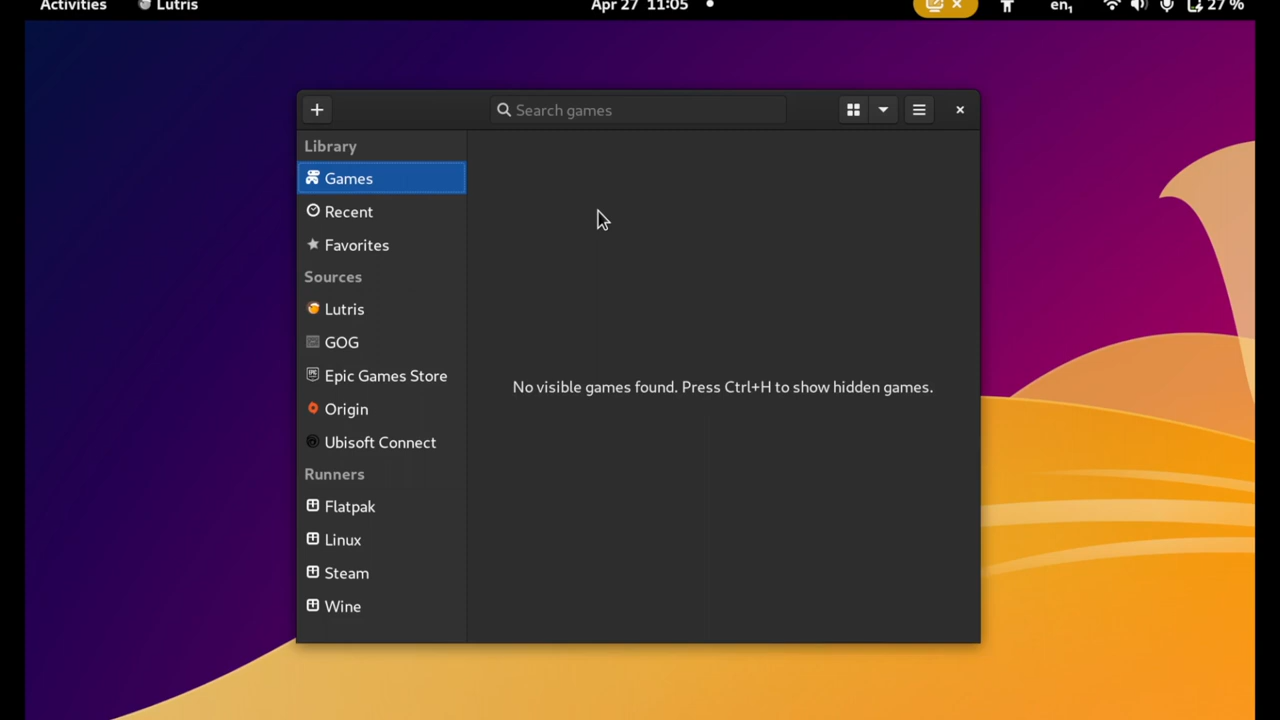 Activities Lutris Apr 27 11:05 en₁ 27 %
Search games
Library
Games
Recent
Favorites
Sources
Lutris
GOG
Epic Games Store
Origin
Ubisoft Connect
Runners
Flatpak
Linux
Steam
Wine
No visible games found. Press Ctrl+H to show hidden games.